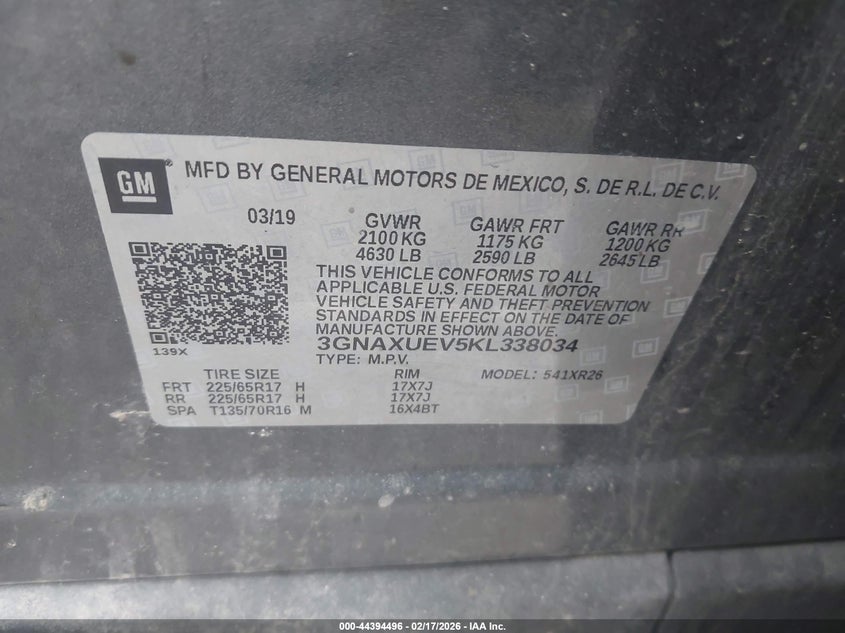 GM
MFD BY GENERAL MOTORS DE MEXICO, S. DE R.L. DE C.V.
03/19 GVWR GAWR FRT GAWR RR
2100 KG 1175 KG 1200 KG
4630 LB 2590 LB 2645 LB
THIS VEHICLE CONFORMS TO ALL
APPLICABLE U.S. FEDERAL MOTOR
VEHICLE SAFETY AND THEFT PREVENTION
STANDARDS IN EFFECT ON THE DATE OF
MANUFACTURE SHOWN ABOVE.
139X
3GNAXUEV5KL338034
TYPE: M.P.V.
TIRE SIZE RIM MODEL: 541XR26
FRT 225/65R17 H 17X7J
RR 225/65R17 H 17X7J
SPA T135/70R16 M 16X4BT
000-44394496 - 02/17/2026 - IAA Inc.